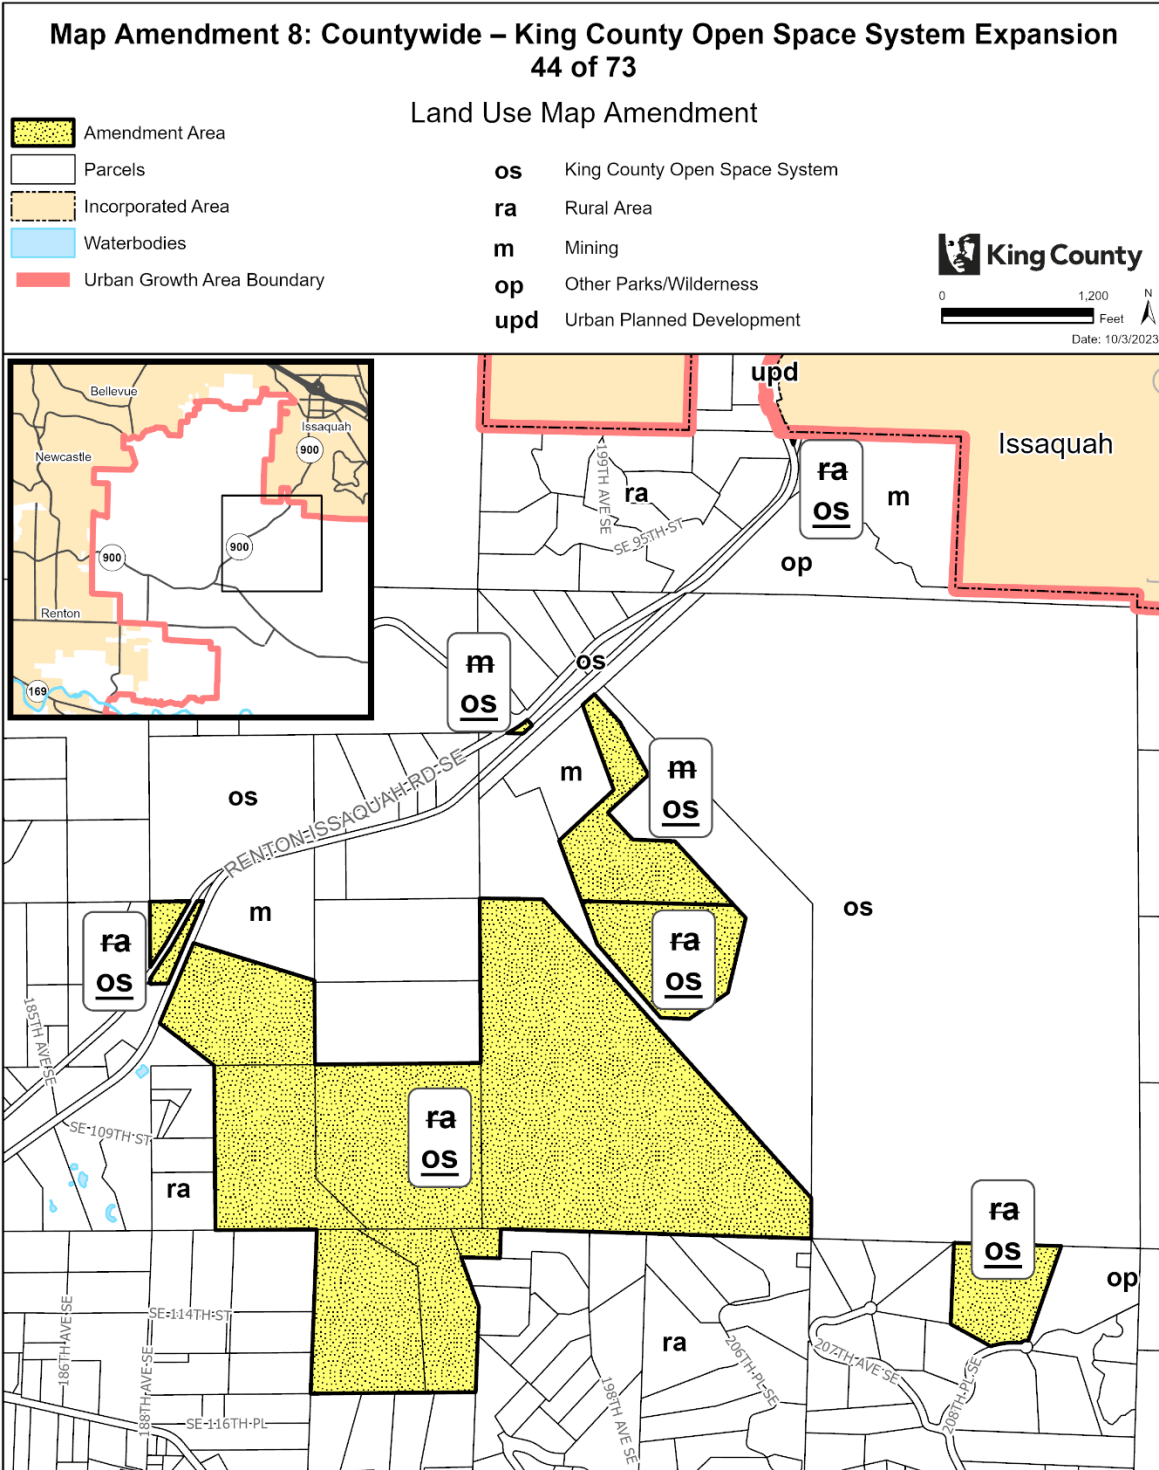 Map Amendment 8: Countywide – King County Open Space System Expansion
44 of 73
Land Use Map Amendment
Amendment Area
Parcels
Incorporated Area
Waterbodies
Urban Growth Area Boundary
os King County Open Space System
ra Rural Area
m Mining
op Other Parks/Wilderness
upd Urban Planned Development
King County
0 1,200
Feet
N
Date: 10/3/2023
Bellevue
Issaquah
900
Newcastle
900
900
Renton
169
upd
Issaquah
199TH AVE SE
ra
SE 95TH ST
ra
os
m
op
m
os
os
m
m
os
os
RENTON-ISSAQUAH RD SE
m
os
ra
os
ra
os
185TH AVE SE
SE 109TH ST
ra
os
ra
ra
os
op
SE 114TH ST
186TH AVE SE
188TH AVE SE
SE 116TH PL
ra
198TH AVE SE
206TH PL SE
207TH AVE SE
208TH PL SE